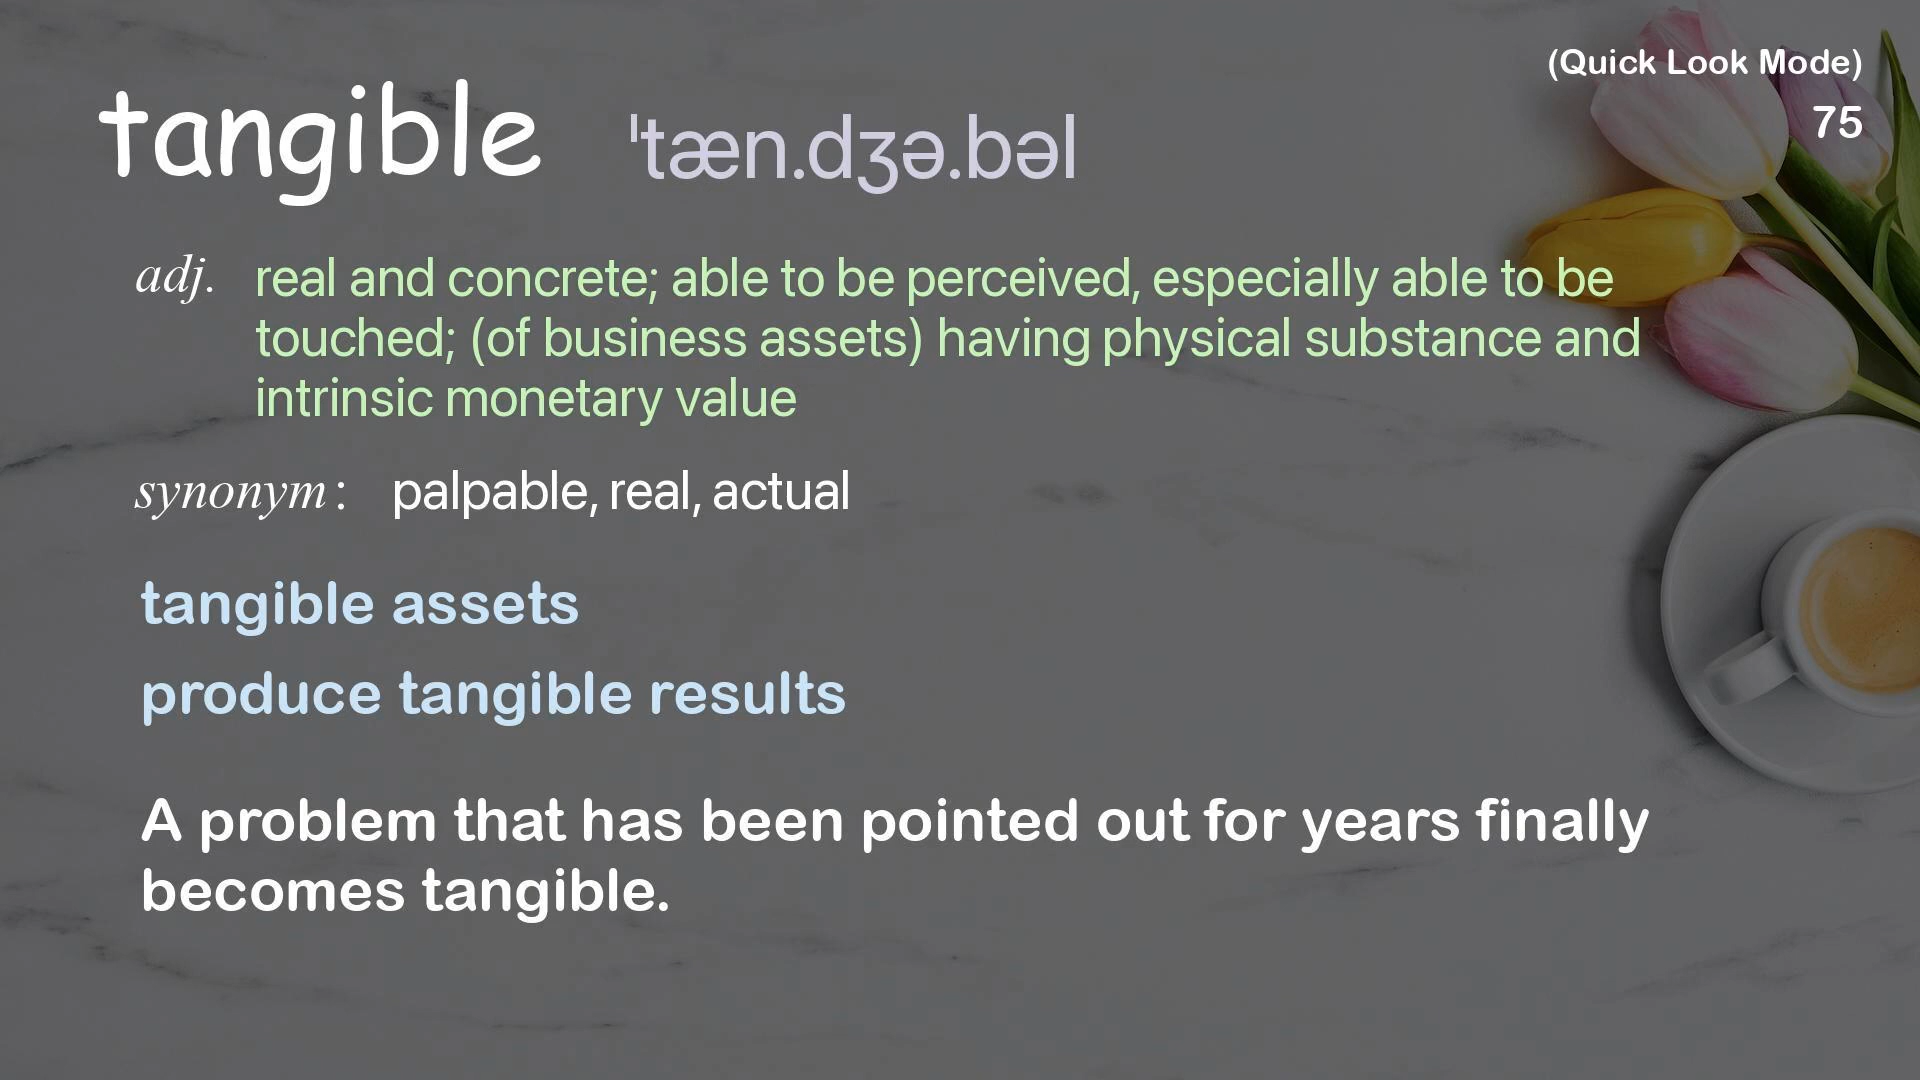 (Quick Look Mode)
75
tangible ˈtæn.dʒə.bəl
adj. real and concrete; able to be perceived, especially able to be
touched; (of business assets) having physical substance and
intrinsic monetary value
synonym : palpable, real, actual
tangible assets
produce tangible results
A problem that has been pointed out for years finally
becomes tangible.